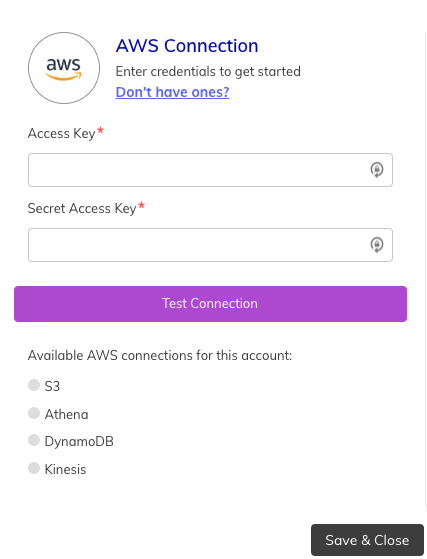 aws
AWS Connection
Enter credentials to get started
Don't have ones?
Access Key*
Secret Access Key*
Test Connection
Available AWS connections for this account:
S3
Athena
DynamoDB
Kinesis
Save & Close